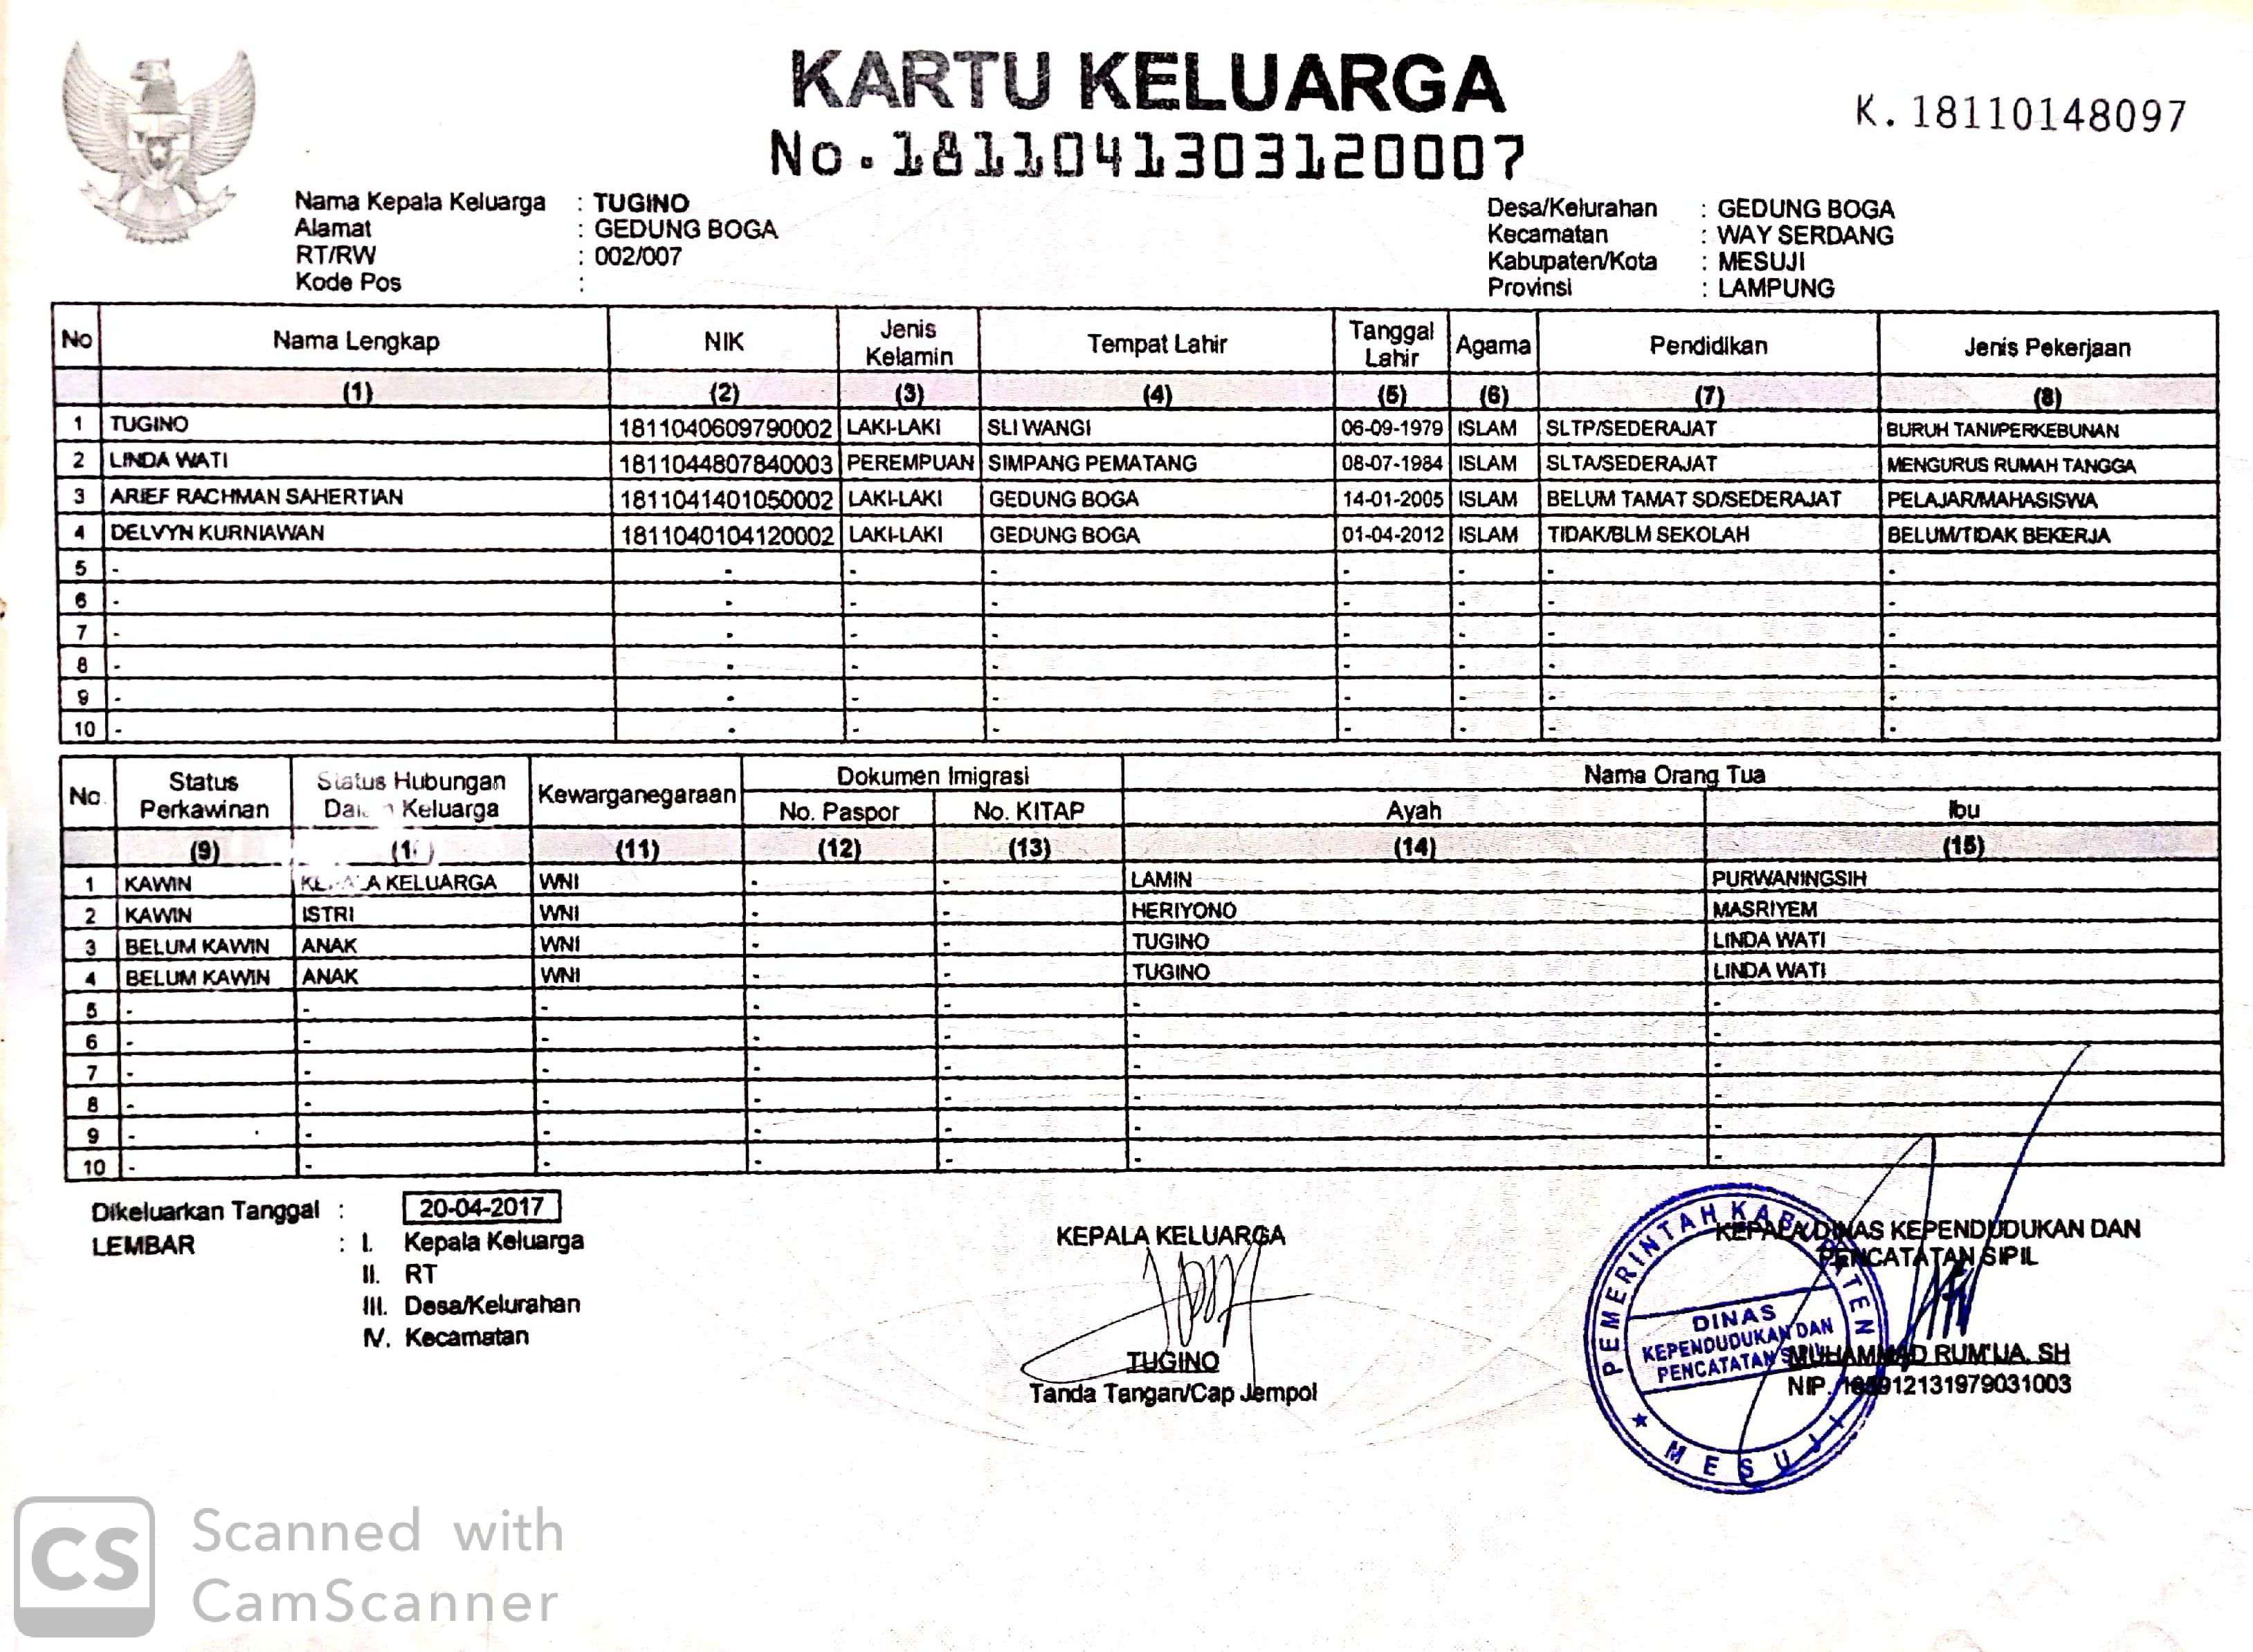 KARTU KELUARGA
No.1811041303120007
K. 18110148097
Nama Kepala Keluarga : TUGINO
Alamat : GEDUNG BOGA
RT/RW : 002/007
Kode Pos :
Desa/Kelurahan : GEDUNG BOGA
Kecamatan : WAY SERDANG
Kabupaten/Kota : MESUJI
Provinsi : LAMPUNG
No Nama Lengkap NIK Jenis Kelamin Tempat Lahir Tanggal Lahir Agama Pendidikan Jenis Pekerjaan
(1) (2) (3) (4) (5) (6) (7) (8)
1 TUGINO 1811040609790002 LAKI-LAKI SLI WANGI 06-09-1979 ISLAM SLTP/SEDERAJAT BURUH TANI/PERKEBUNAN
2 LINDA WATI 1811044807840003 PEREMPUAN SIMPANG PEMATANG 08-07-1984 ISLAM SLTA/SEDERAJAT MENGURUS RUMAH TANGGA
3 ARIEF RACHMAN SAHERTIAN 1811041401050002 LAKI-LAKI GEDUNG BOGA 14-01-2005 ISLAM BELUM TAMAT SD/SEDERAJAT PELAJAR/MAHASISWA
4 DELVYN KURNIAWAN 1811040104120002 LAKI-LAKI GEDUNG BOGA 01-04-2012 ISLAM TIDAK/BLM SEKOLAH BELUM/TIDAK BEKERJA
5 - - - - - - - -
6 - - - - - - - -
7 - - - - - - - -
8 - - - - - - - -
9 - - - - - - - -
10 - - - - - - - -
No. Status Perkawinan Status Hubungan Keluarga Kewarganegaraan Dokumen Imigrasi Nama Orang Tua
No. Paspor No. KITAP Ayah Ibu
(9) (11) (12) (13) (14) (15)
1 KAWIN KELUARGA WNI - - LAMIN PURWANINGSIH
2 KAWIN ISTRI WNI - - HERIYONO MASRIYEM
3 BELUM KAWIN ANAK WNI - - TUGINO LINDA WATI
4 BELUM KAWIN ANAK WNI - - TUGINO LINDA WATI
5 - - - - - - -
6 - - - - - - -
7 - - - - - - -
8 - - - - - - -
9 - - - - - - -
10 - - - - - - -
Dikeluarkan Tanggal : 20-04-2017
LEMBAR : I. Kepala Keluarga
II. RT
III. Desa/Kelurahan
IV. Kecamatan
KEPALA KELUARGA
TUGINO
Tanda Tangan/Cap Jempol
KEPALA DINAS KEPENDUDUKAN DAN
PENCATATAN SIPIL
MUHAMMAD RUM'IJA, SH
NIP.
PEMERINTAH KABUPATEN
DINAS
KEPENDUDUKAN DAN
PENCATATAN
MESUJI
CS
Scanned with
CamScanner